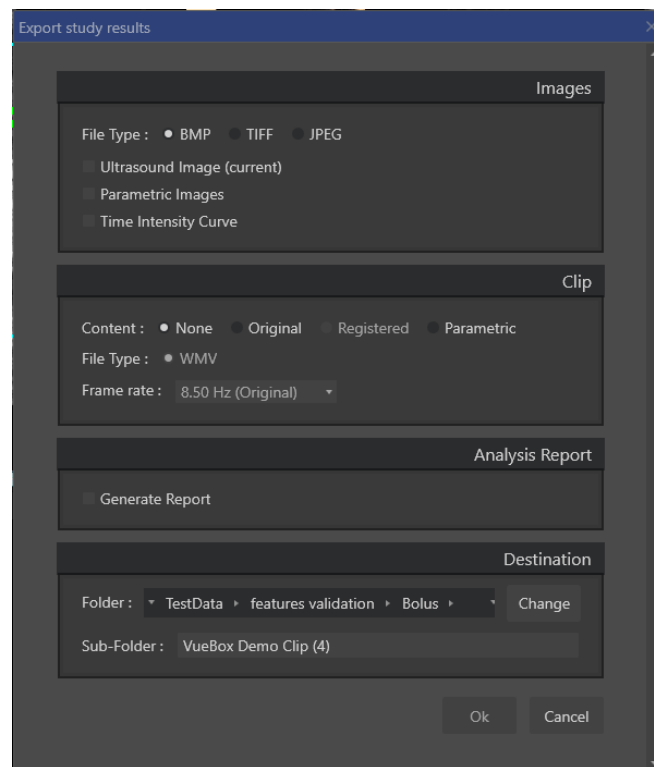 Export study results
Images
File Type : BMP TIFF JPEG
Ultrasound Image (current)
Parametric Images
Time Intensity Curve
Clip
Content : None Original Registered Parametric
File Type : WMV
Frame rate : 8.50 Hz (Original)
Analysis Report
Generate Report
Destination
Folder : TestData features validation Bolus Change
Sub-Folder : VueBox Demo Clip (4)
Ok Cancel